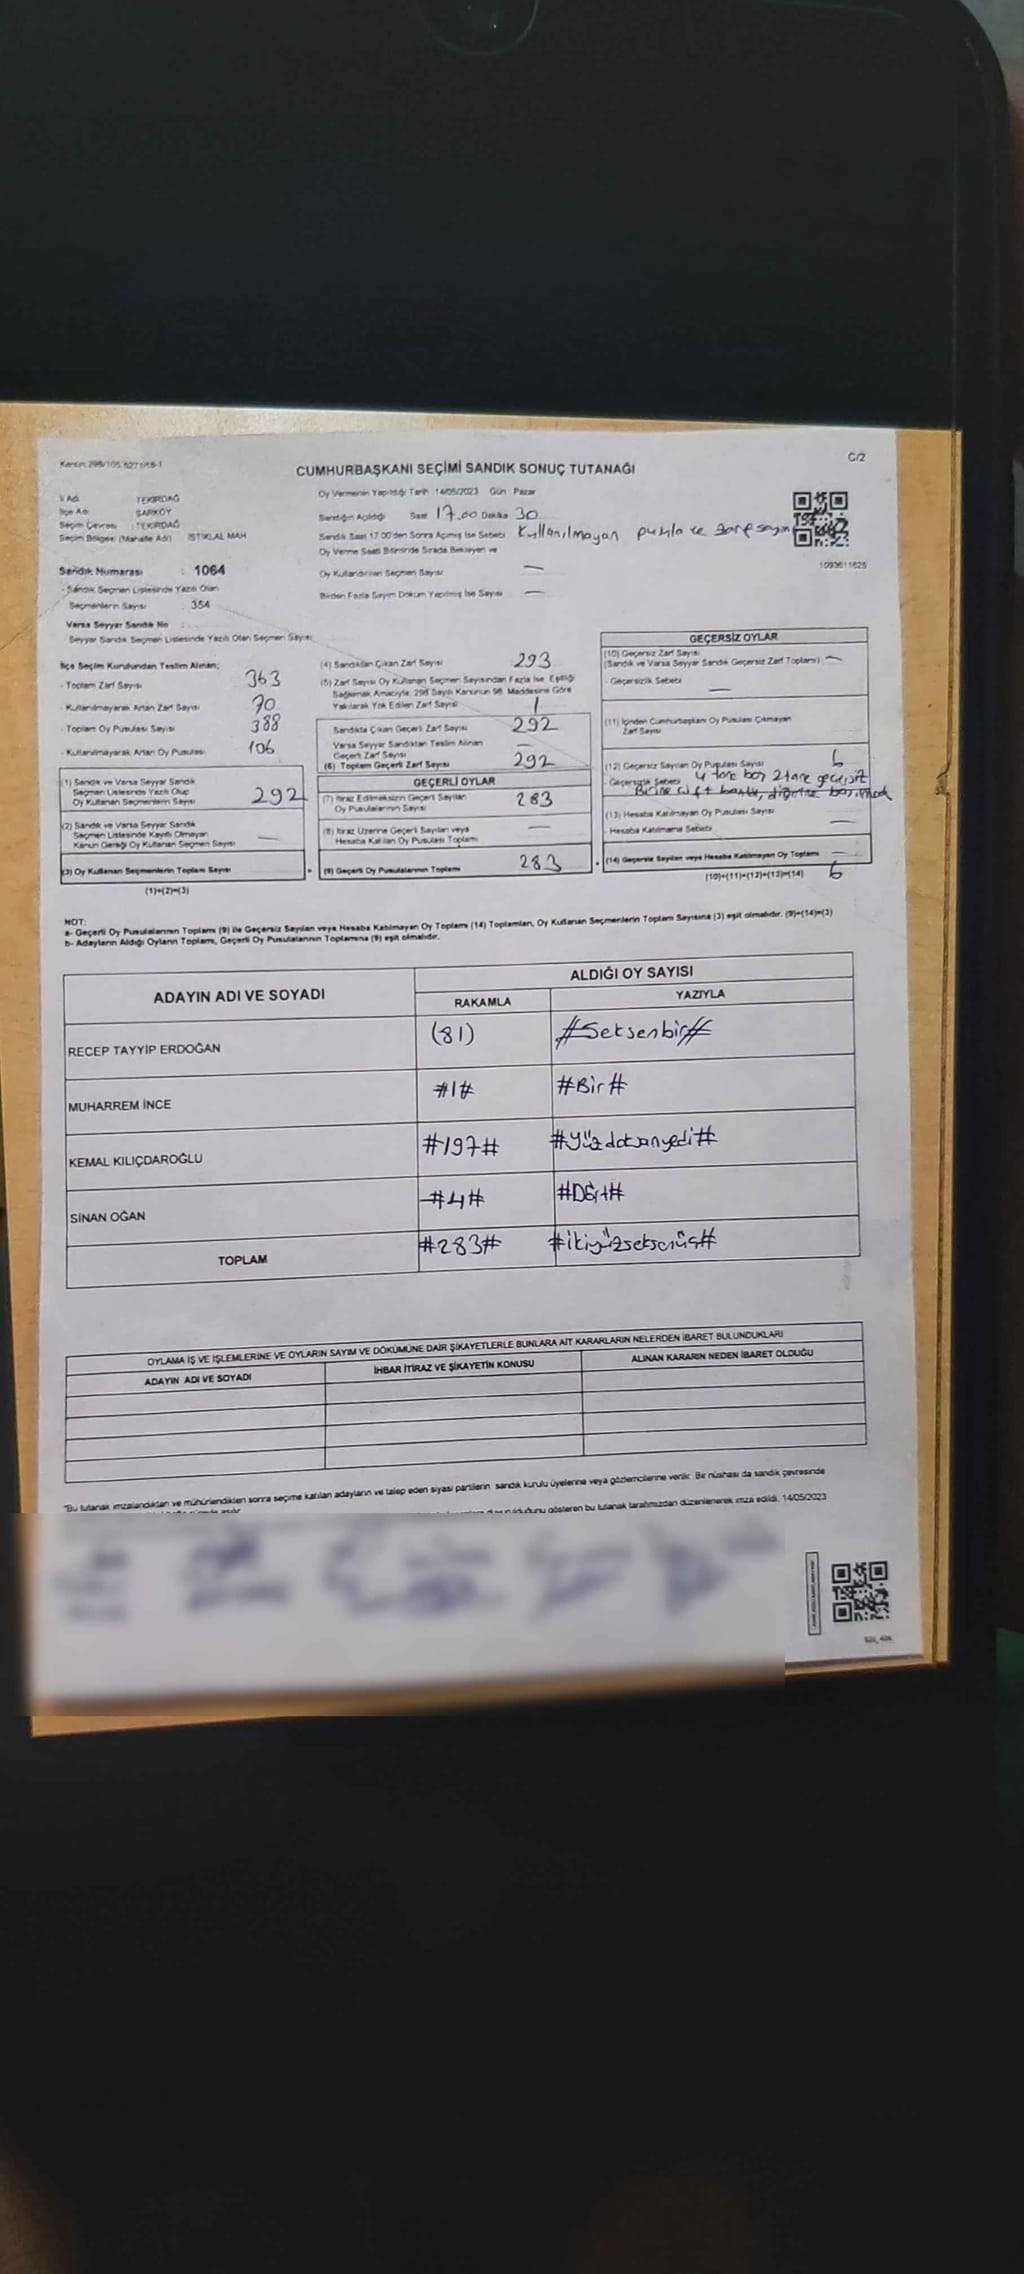 Kanun 298/105 6271/18-1
C/2
CUMHURBAŞKANI SEÇİMİ SANDIK SONUÇ TUTANAĞI
İl Adı TEKİRDAĞ
İlçe Adı ŞARKÖY
Seçim Çevresi : TEKİRDAĞ
Seçim Bölgesi (Mahalle Adı) İSTİKLAL MAH
Oy Vermenin Yapıldığı Tarih 14/05/2023 Gün Pazar
Sandığın Açıldığı Saat 17.00 Dakika 30
Sandık Saat 17.00'den Sonra Açılmış İse Sebebi Kullanılmayan pusula ve zarf sayım
Oy Verme Saati Bitiminde Sırada Bekleyen ve
Oy Kullandırılan Seçmen Sayısı —
Birden Fazla Sayım Döküm Yapılmış İse Sayısı —
1093611625
Sandık Numarası : 1064
- Sandık Seçmen Listesinde Yazılı Olan
Seçmenlerin Sayısı : 354
Varsa Seyyar Sandık No :
- Seyyar Sandık Seçmen Listesinde Yazılı Olan Seçmen Sayısı:
İlçe Seçim Kurulundan Teslim Alınan;
- Toplam Zarf Sayısı 363
- Kullanılmayarak Artan Zarf Sayısı 70
- Toplam Oy Pusulası Sayısı 388
- Kullanılmayarak Artan Oy Pusulası 106
(1) Sandık ve Varsa Seyyar Sandık
Seçmen Listesinde Yazılı Olup
Oy Kullanan Seçmenlerin Sayısı 292
(2) Sandık ve Varsa Seyyar Sandık
Seçmen Listesinde Kayıtlı Olmayan
Kanun Gereği Oy Kullanan Seçmen Sayısı —
(3) Oy Kullanan Seçmenlerin Toplam Sayısı
(1)+(2)=(3)
(4) Sandıktan Çıkan Zarf Sayısı 293
(5) Zarf Sayısı Oy Kullanan Seçmen Sayısından Fazla İse, Eşitliği
Sağlamak Amacıyla, 298 Sayılı Kanunun 98. Maddesine Göre
Yakılarak Yok Edilen Zarf Sayısı 1
Sandıkta Çıkan Geçerli Zarf Sayısı 292
Varsa Seyyar Sandıktan Teslim Alınan
Geçerli Zarf Sayısı —
(6) Toplam Geçerli Zarf Sayısı 292
GEÇERLİ OYLAR
(7) İtiraz Edilmeksizin Geçerli Sayılan
Oy Pusulalarının Sayısı 283
(8) İtiraz Üzerine Geçerli Sayılan veya
Hesaba Katılan Oy Pusulası Toplamı —
(9) Geçerli Oy Pusulalarının Toplamı 283
GEÇERSİZ OYLAR
(10) Geçersiz Zarf Sayısı
(Sandık ve Varsa Seyyar Sandık Geçersiz Zarf Toplamı) —
- Geçersizlik Sebebi
—
(11) İçinden Cumhurbaşkanı Oy Pusulası Çıkmayan
Zarf Sayısı
(12) Geçersiz Sayılan Oy Pusulası Sayısı 6
- Geçersizlik Sebebi 4 tane boş 2 tane geçersiz
Birine çift baskı, diğerine
(13) Hesaba Katılmayan Oy Pusulası Sayısı
- Hesaba Katılmama Sebebi —
(14) Geçersiz Sayılan veya Hesaba Katılmayan Oy Toplamı — 6
(10)+(11)+(12)+(13)=(14)
NOT:
a- Geçerli Oy Pusulalarının Toplamı (9) ile Geçersiz Sayılan veya Hesaba Katılmayan Oy Toplamı (14) Toplamları, Oy Kullanan Seçmenlerin Toplam Sayısına (3) eşit olmalıdır. (9)+(14)=(3)
b- Adayların Aldığı Oyların Toplamı, Geçerli Oy Pusulalarının Toplamına (9) eşit olmalıdır.
ADAYIN ADI VE SOYADI ALDIĞI OY SAYISI
RAKAMLA YAZIYLA
RECEP TAYYİP ERDOĞAN (81) #Seksenbir#
MUHARREM İNCE #1# #Bir#
KEMAL KILIÇDAROĞLU #197# #Yüzdoksanyedi#
SİNAN OĞAN #4# #Dört#
TOPLAM #283# #ikiyüzseksenüç#
OYLAMA İŞ VE İŞLEMLERİNE VE OYLARIN SAYIM VE DÖKÜMÜNE DAİR ŞİKAYETLERLE BUNLARA AİT KARARLARIN NELERDEN İBARET BULUNDUKLARI
ADAYIN ADI VE SOYADI İHBAR İTİRAZ VE ŞİKAYETİN KONUSU ALINAN KARARIN NEDEN İBARET OLDUĞU
"Bu tutanak imzalandıktan ve mühürlendikten sonra seçime katılan adayların ve talep eden siyasi partilerin sandık kurulu üyelerine veya gözlemcilerine verilir. Bir nüshası da sandık çevresinde
olduğunu gösteren bu tutanak tarafımızdan düzenlenerek imza edildi. 14/05/2023